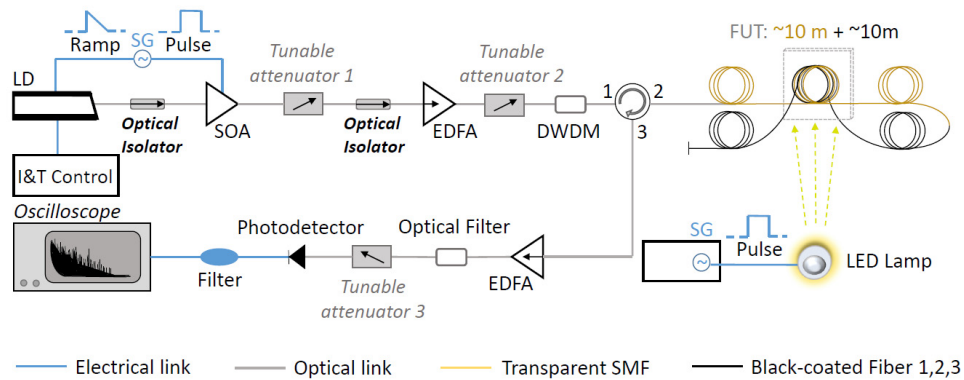 Ramp
SG
Pulse
LD
Tunable
attenuator 1
Tunable
attenuator 2
FUT: ~10 m + ~10m
1
2
3
Optical
Isolator
SOA
Optical
Isolator
EDFA
DWDM
I&T Control
Oscilloscope
Photodetector
Optical Filter
Filter
Tunable
attenuator 3
EDFA
SG
Pulse
LED Lamp
Electrical link
Optical link
Transparent SMF
Black-coated Fiber 1,2,3